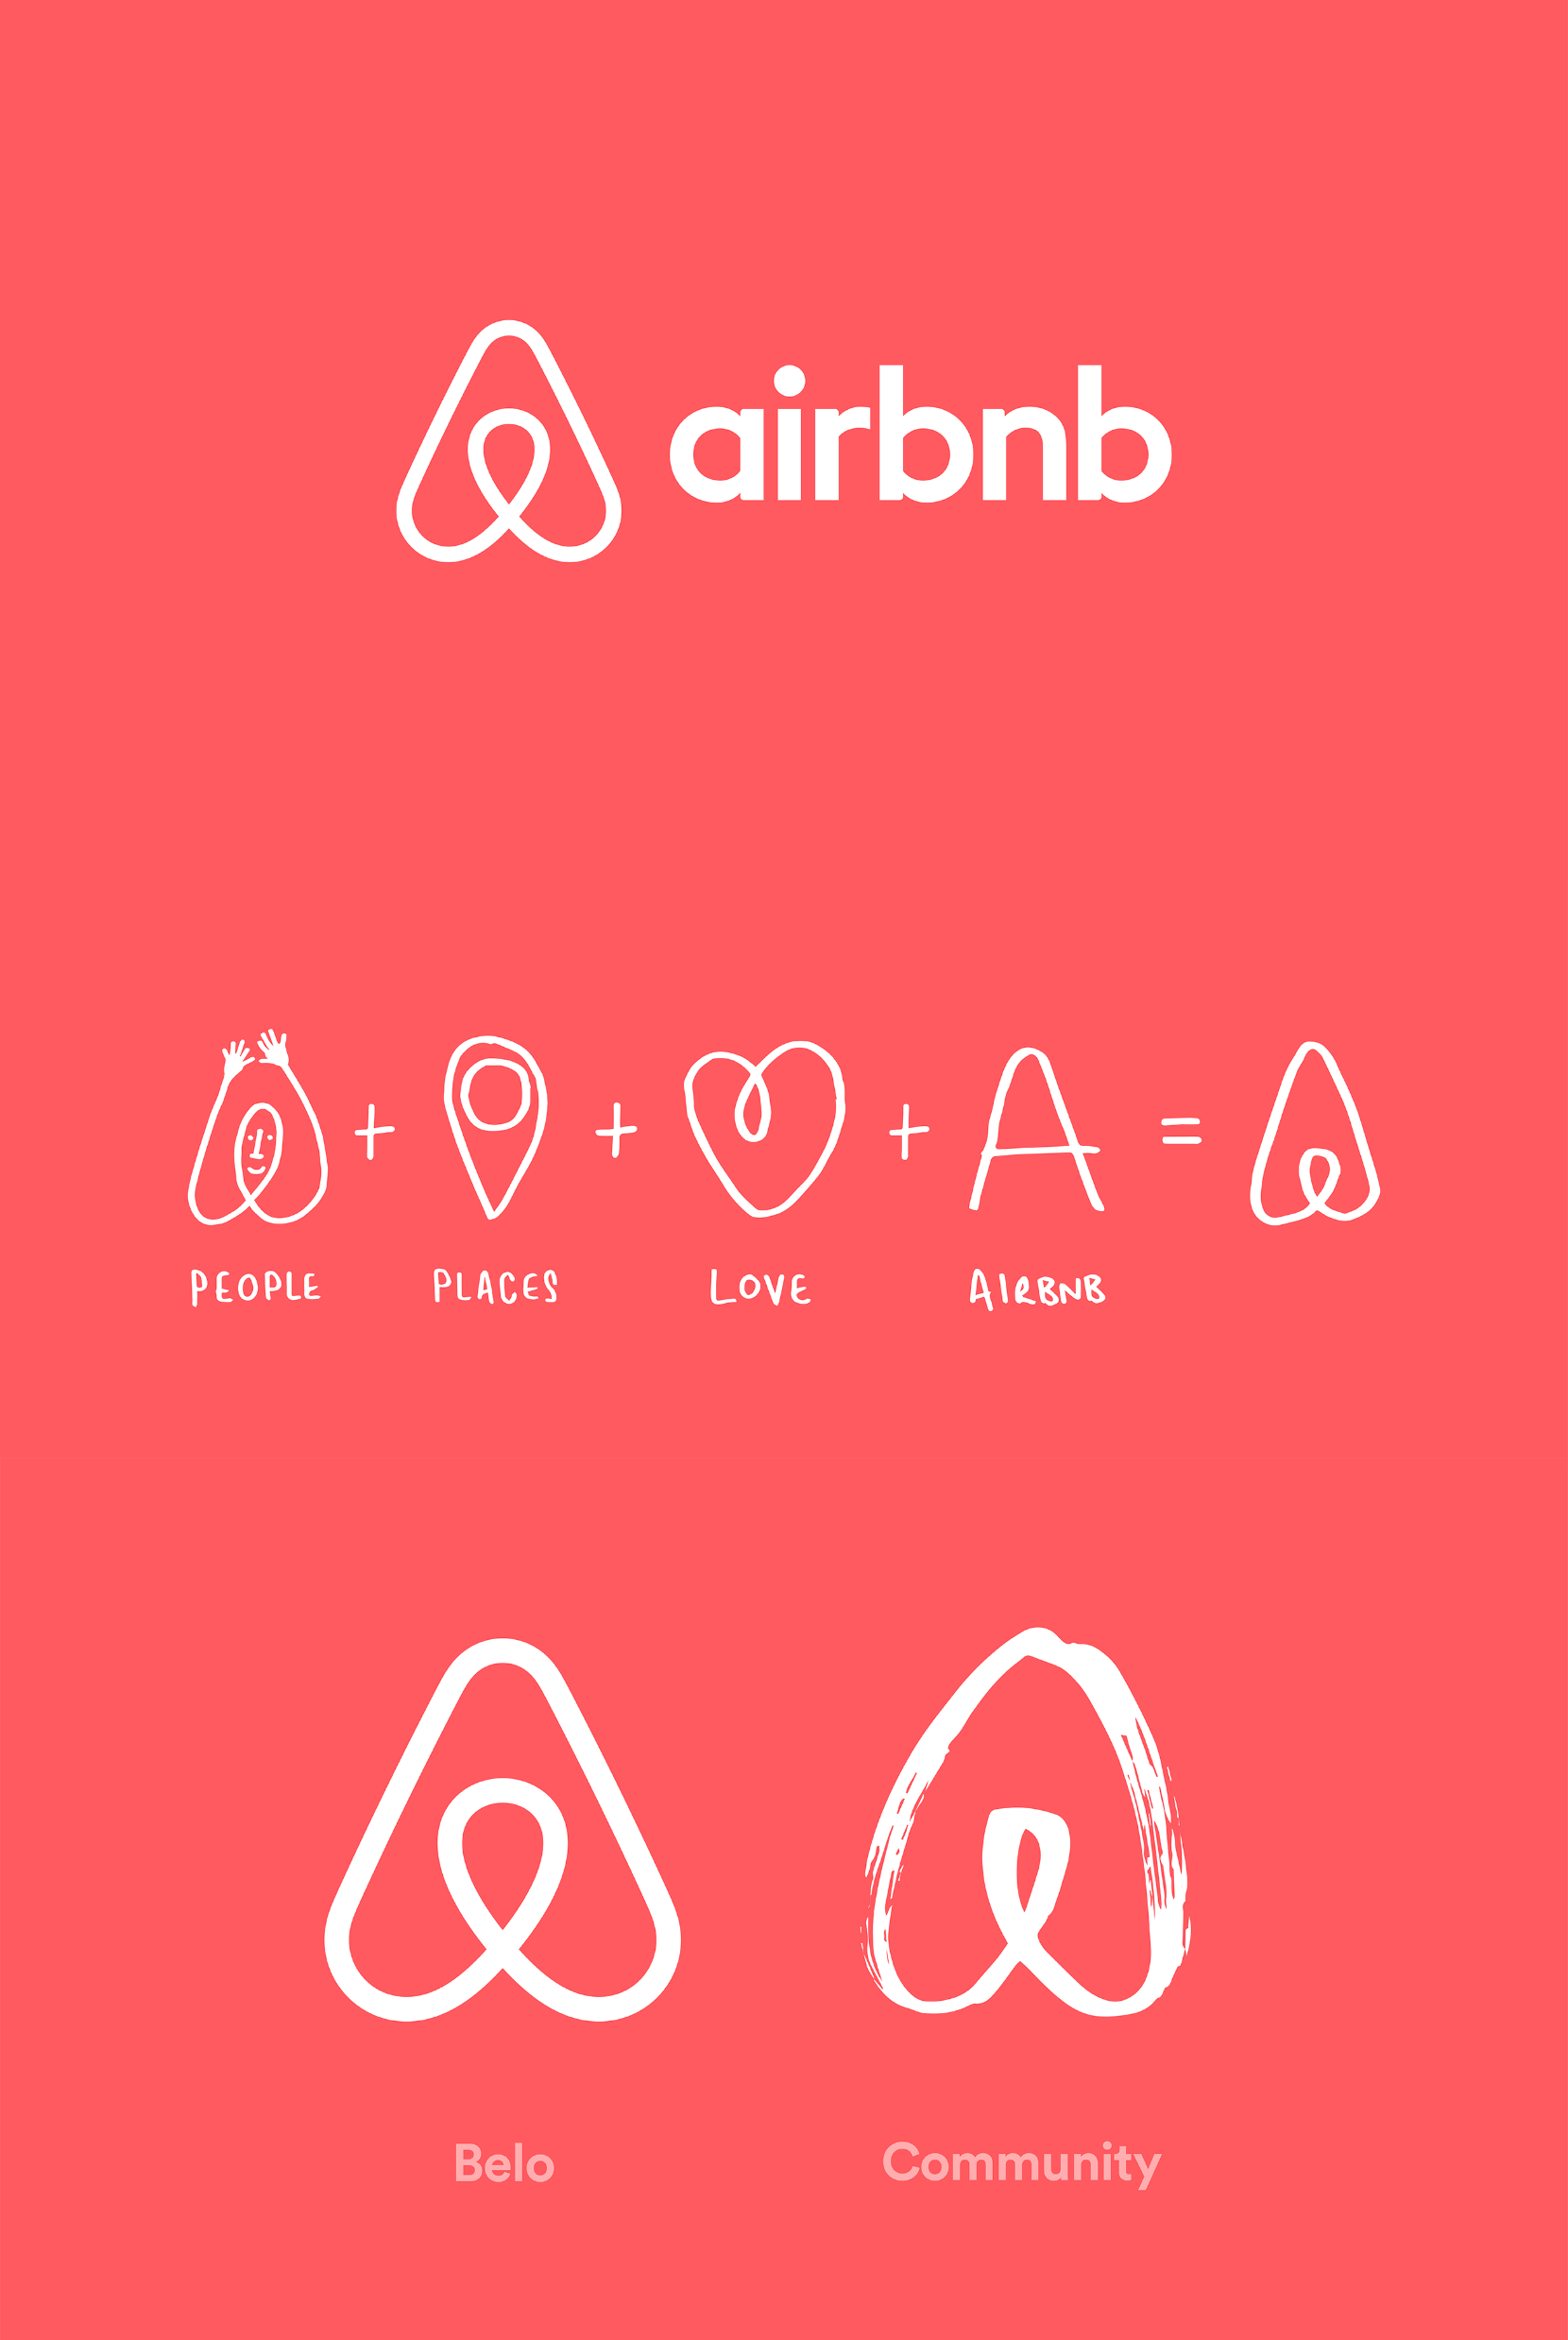 airbnb
PEOPLE + PLACES + LOVE + AIRBNB =
Belo Community